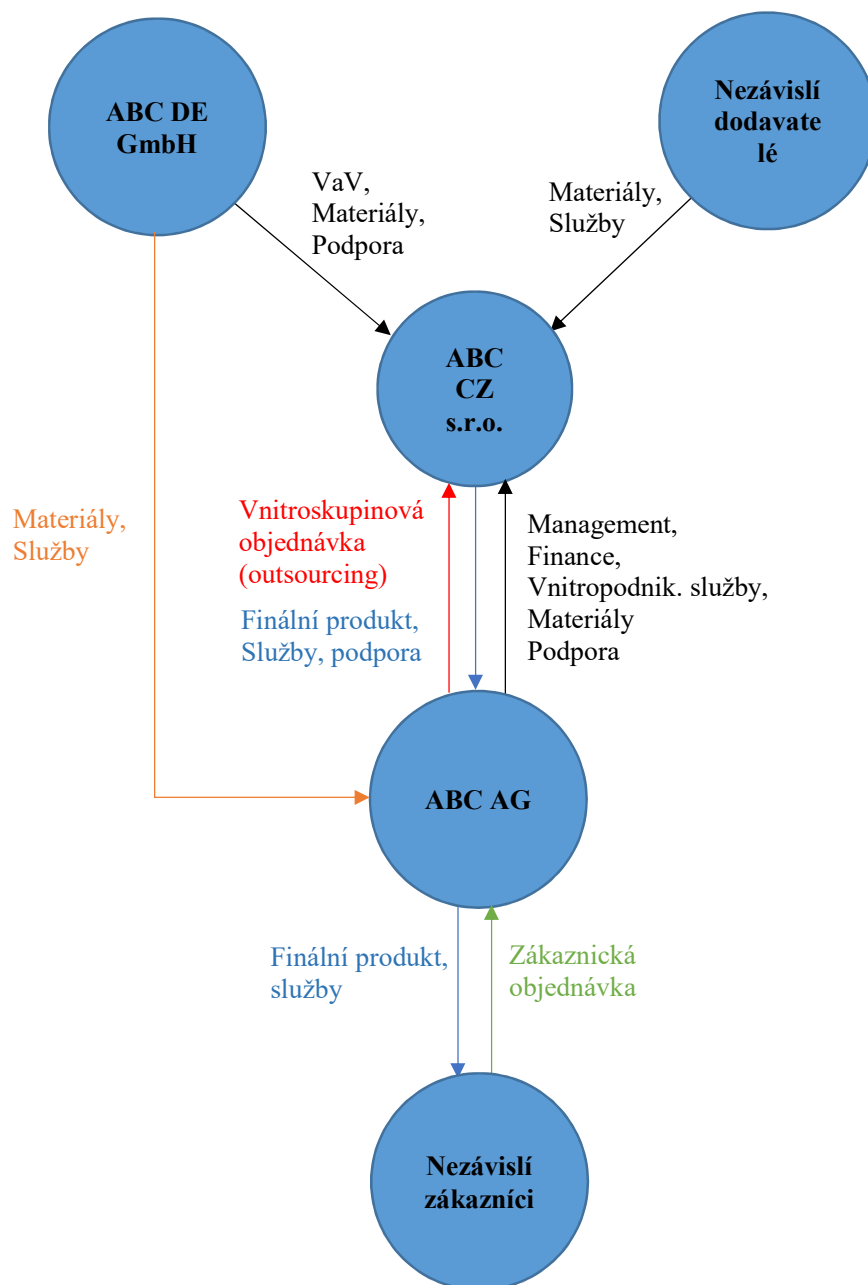 ABC DE
GmbH
Nezávislí
dodavate
lé
VaV,
Materiály,
Podpora
Materiály,
Služby
ABC
CZ
s.r.o.
Materiály,
Služby
Vnitroskupinová
objednávka
(outsourcing)
Finální produkt,
Služby, podpora
Management,
Finance,
Vnitropodnik. služby,
Materiály
Podpora
ABC AG
Finální produkt,
služby
Zákaznická
objednávka
Nezávislí
zákazníci